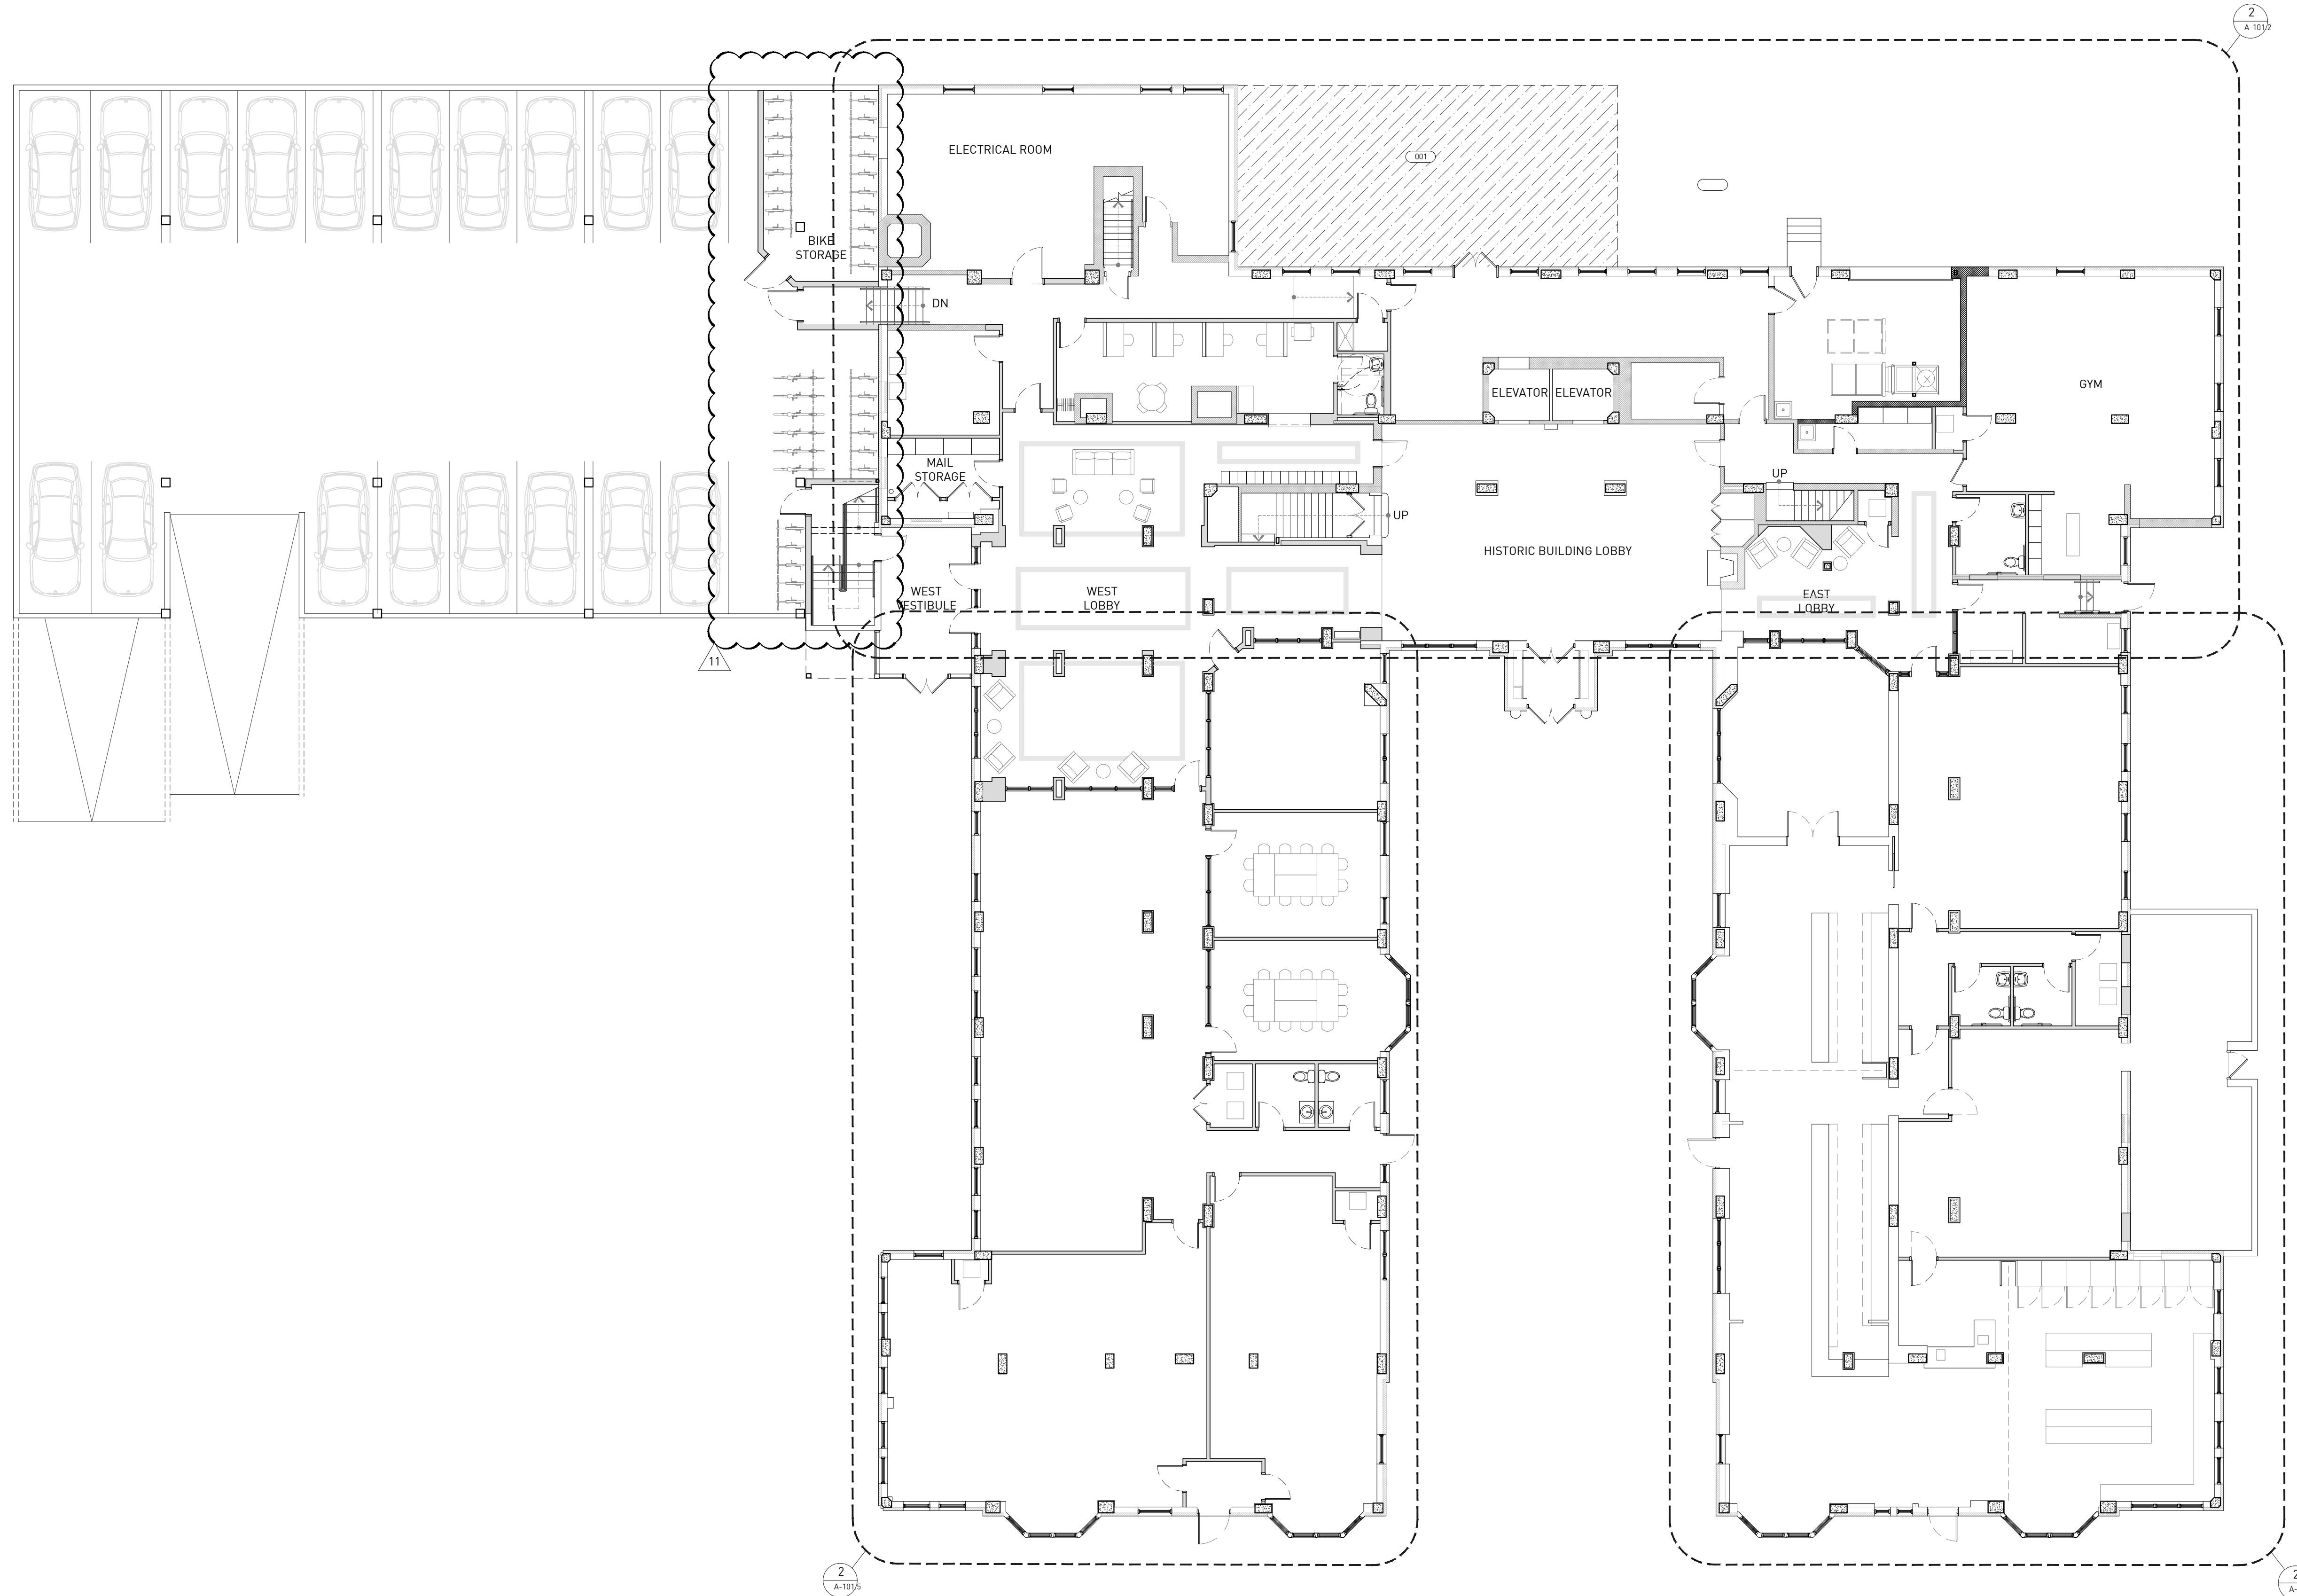 2
A-101.2
ELECTRICAL ROOM
001
BIKE
STORAGE
DN
ELEVATOR
ELEVATOR
GYM
MAIL
STORAGE
UP
UP
HISTORIC BUILDING LOBBY
WEST
VESTIBULE
WEST
LOBBY
EAST
LOBBY
11
2
A-101.5
2
A-